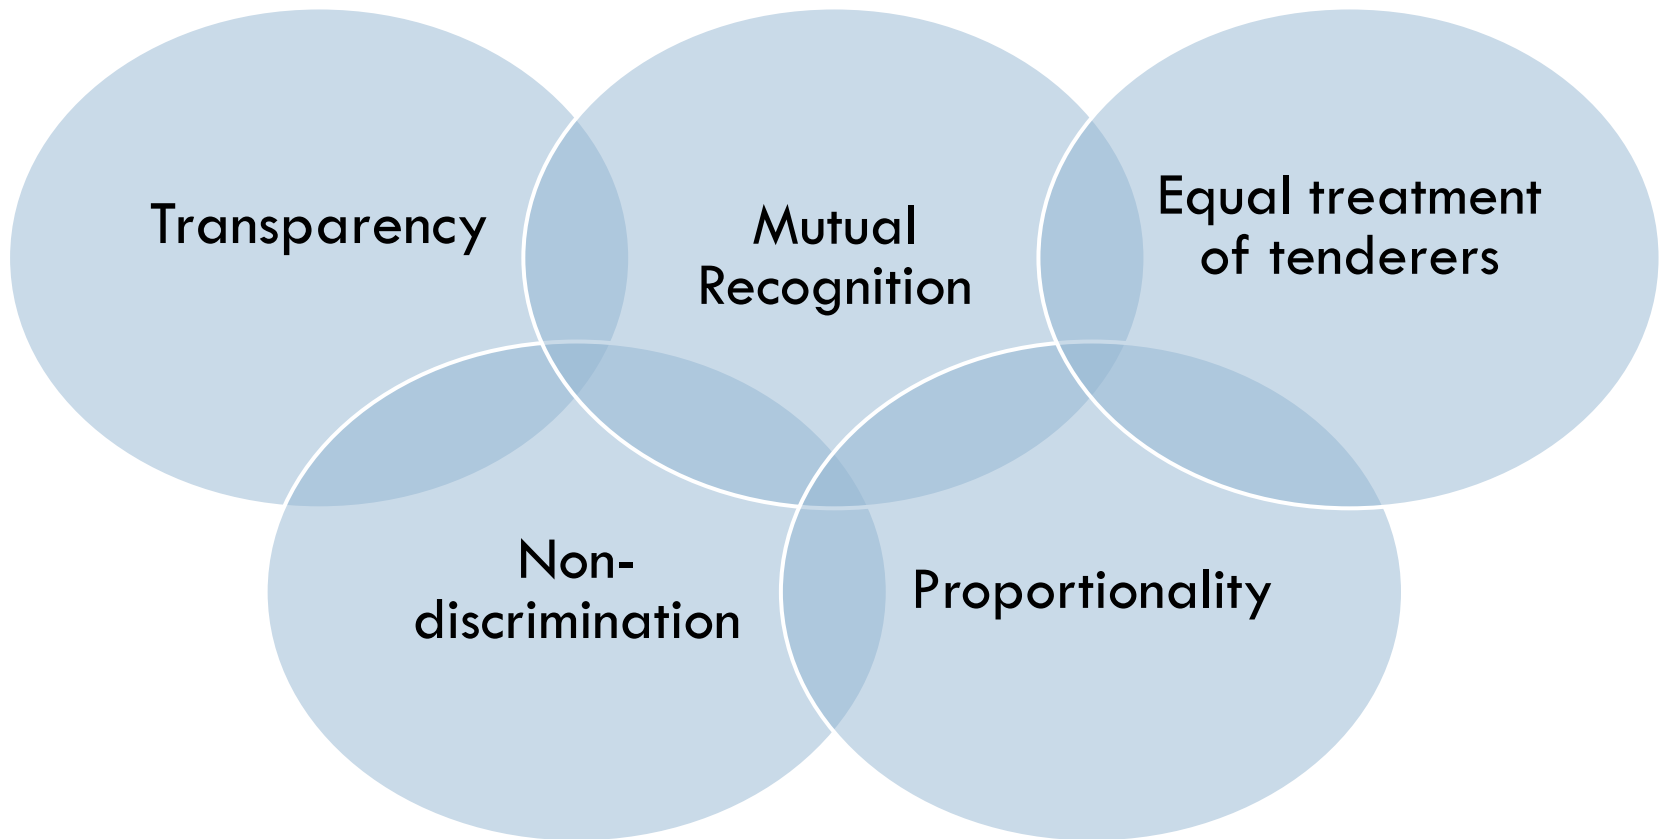 Transparency
Mutual
Recognition
Equal treatment
of tenderers
Non-
discrimination
Proportionality